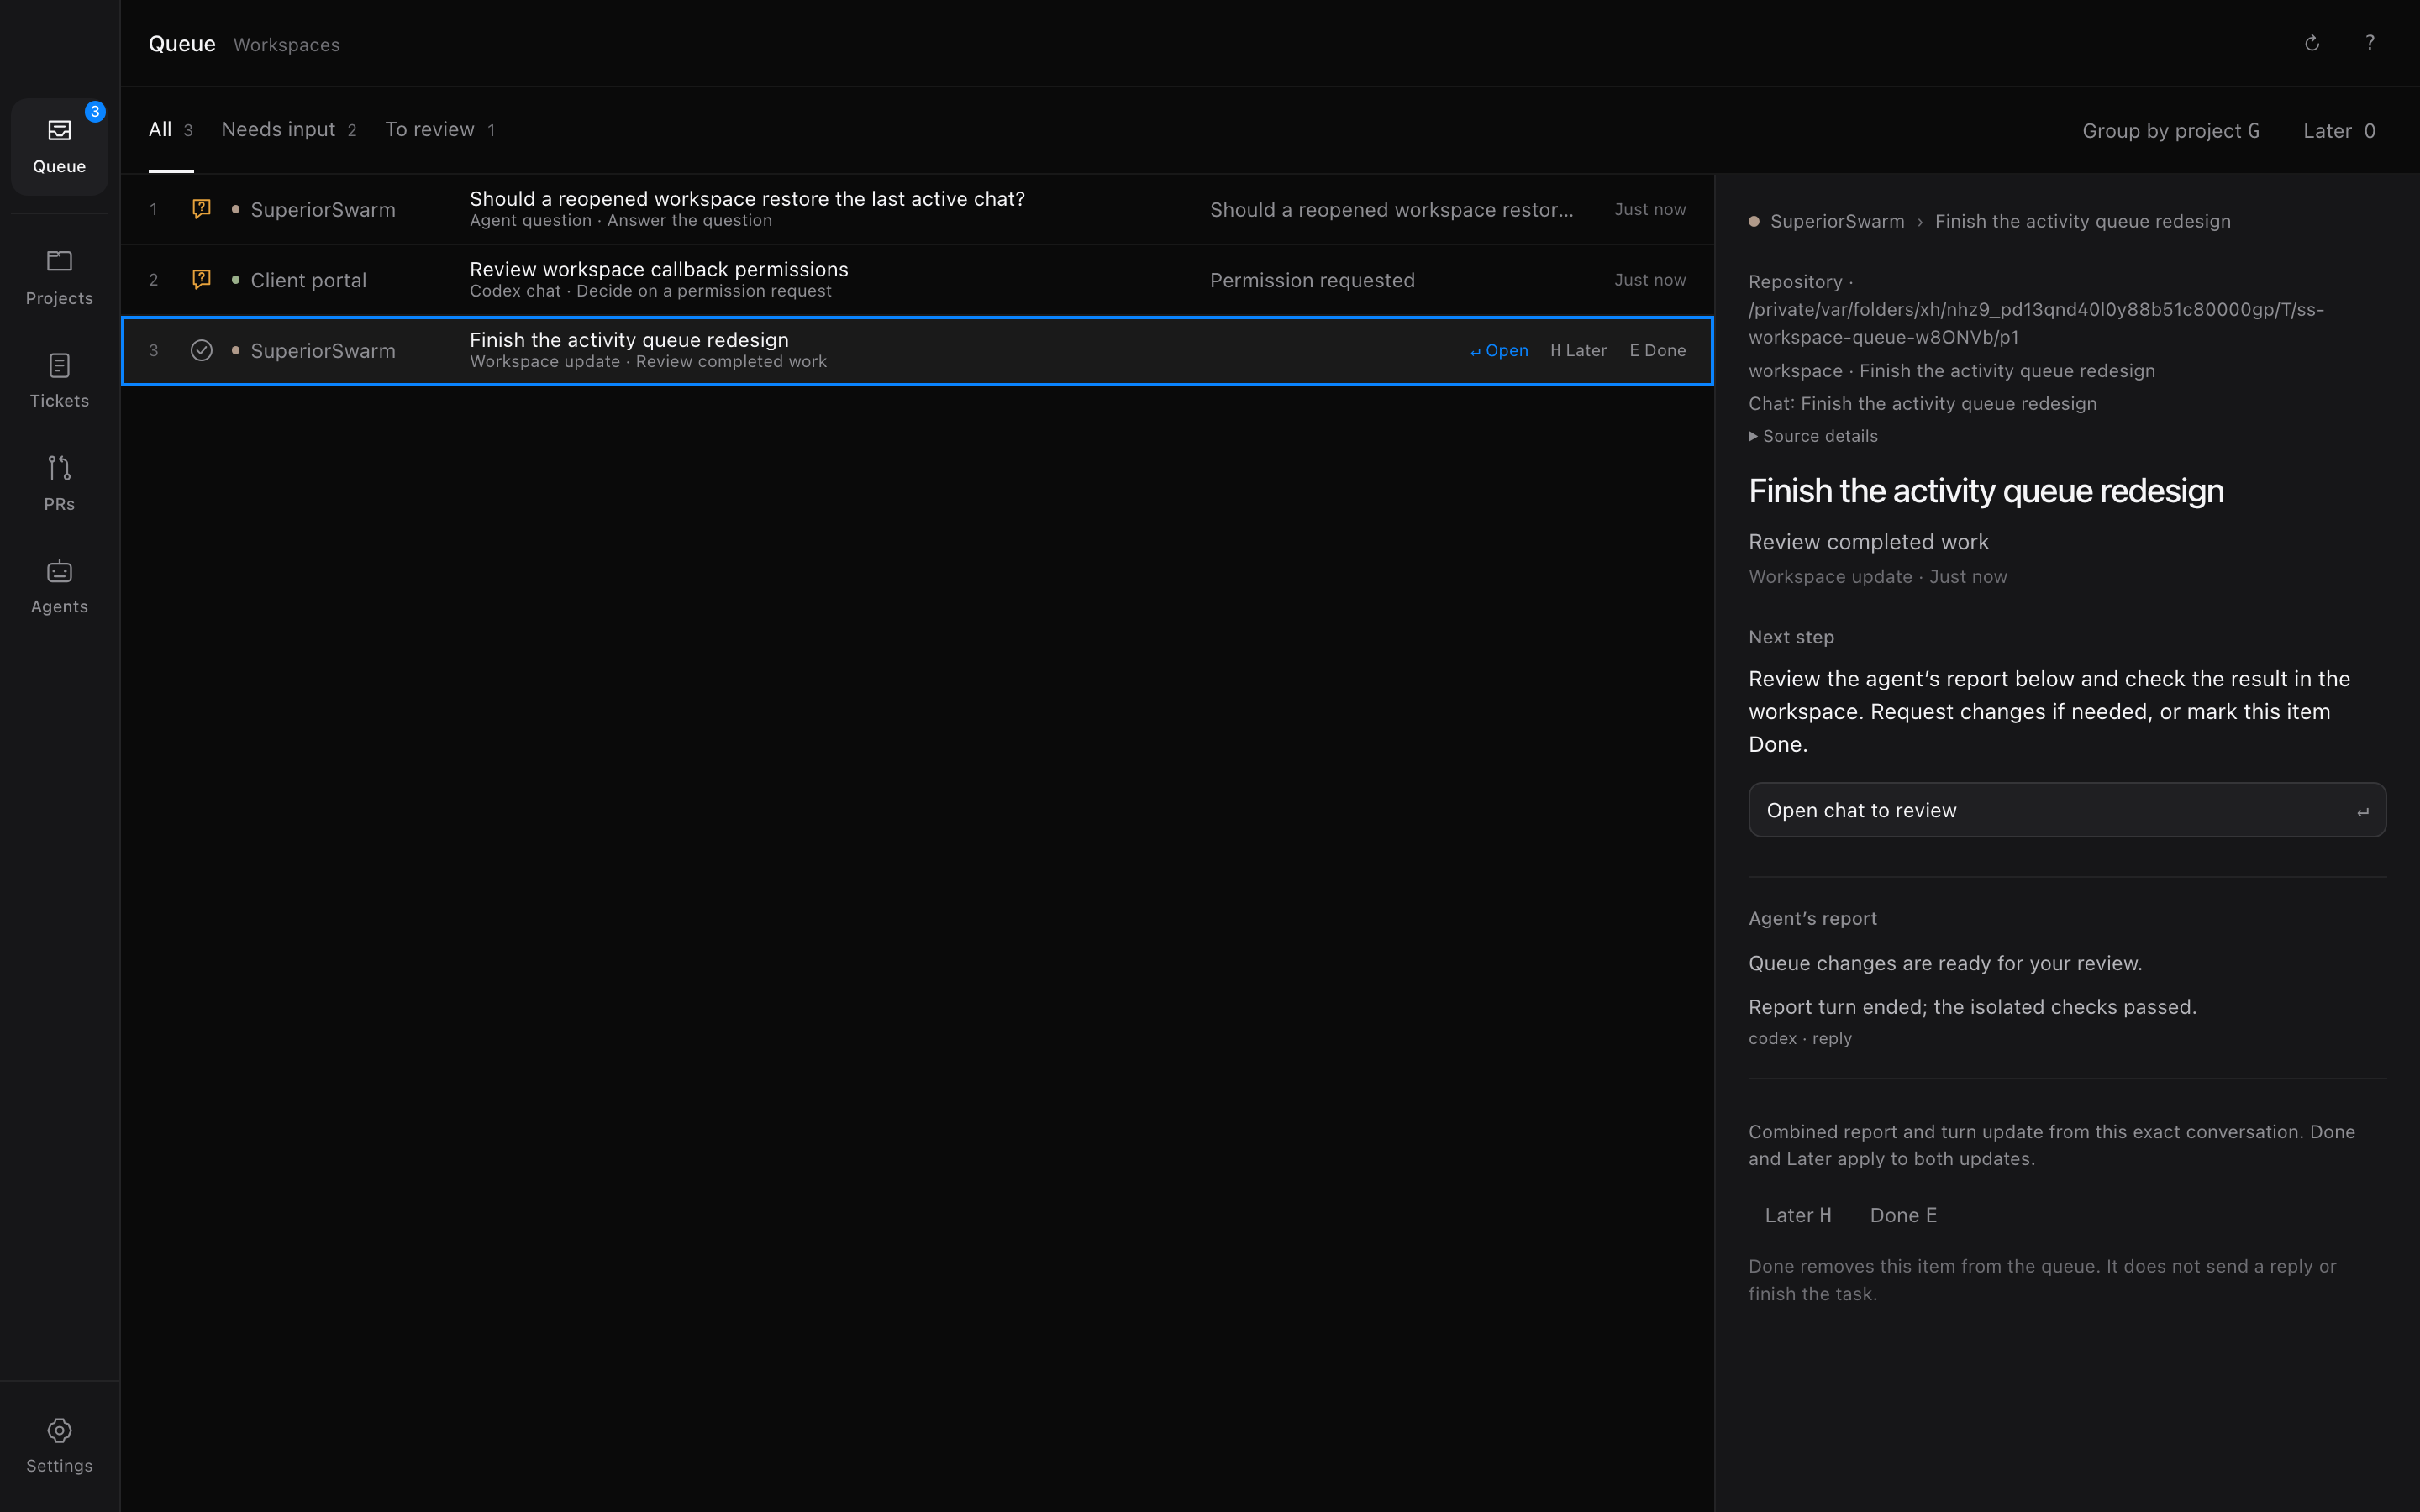 Queue Workspaces
↻ ?
3
Queue
Projects
Tickets
PRs
Agents
Settings
All 3 Needs input 2 To review 1
Group by project G Later 0
1 SuperiorSwarm Should a reopened workspace restore the last active chat? Should a reopened workspace restor... Just now
Agent question · Answer the question
2 Client portal Review workspace callback permissions Permission requested Just now
Codex chat · Decide on a permission request
3 SuperiorSwarm Finish the activity queue redesign ↵ Open H Later E Done
Workspace update · Review completed work
SuperiorSwarm › Finish the activity queue redesign
Repository ·
/private/var/folders/xh/nhz9_pd13qnd40l0y88b51c80000gp/T/ss-
workspace-queue-w8ONVb/p1
workspace · Finish the activity queue redesign
Chat: Finish the activity queue redesign
▶ Source details
Finish the activity queue redesign
Review completed work
Workspace update · Just now
Next step
Review the agent’s report below and check the result in the
workspace. Request changes if needed, or mark this item
Done.
Open chat to review ↵
Agent’s report
Queue changes are ready for your review.
Report turn ended; the isolated checks passed.
codex · reply
Combined report and turn update from this exact conversation. Done
and Later apply to both updates.
Later H Done E
Done removes this item from the queue. It does not send a reply or
finish the task.